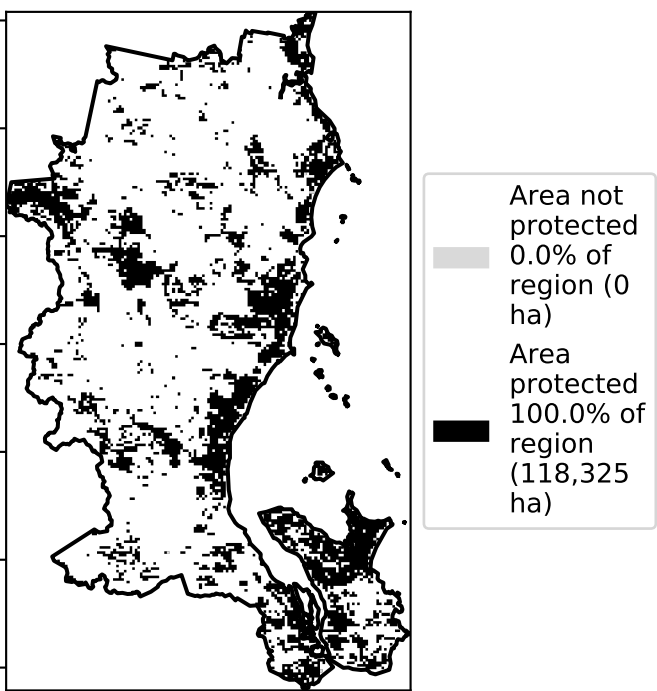 Area not
protected
0.0% of
region (0
ha)
Area
protected
100.0% of
region
(118,325
ha)